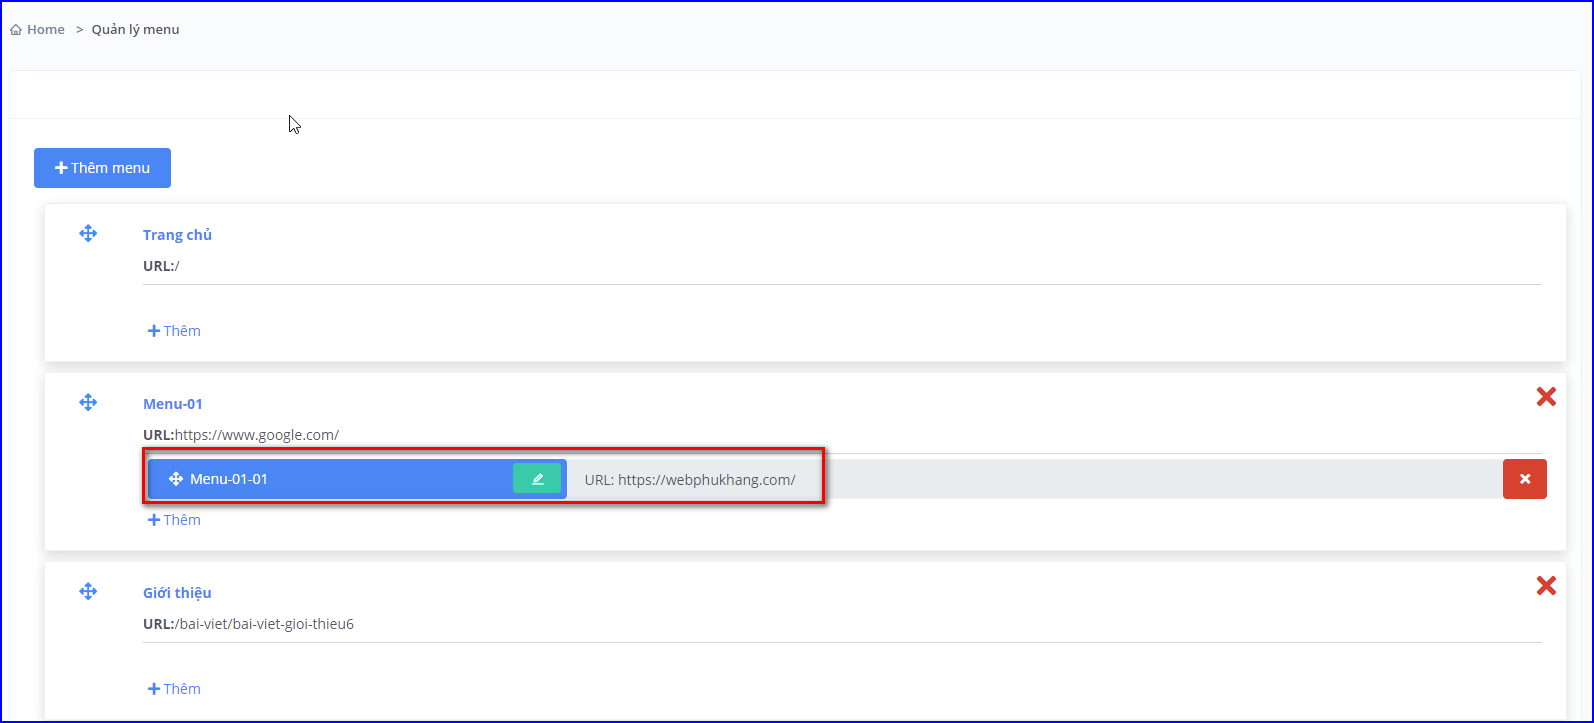 Home > Quản lý menu
Thêm menu
Trang chủ
URL:/
Thêm
Menu-01
URL:https://www.google.com/
Menu-01-01 URL: https://webphukhang.com/
Thêm
Giới thiệu
URL:/bai-viet/bai-viet-gioi-thieu6
Thêm